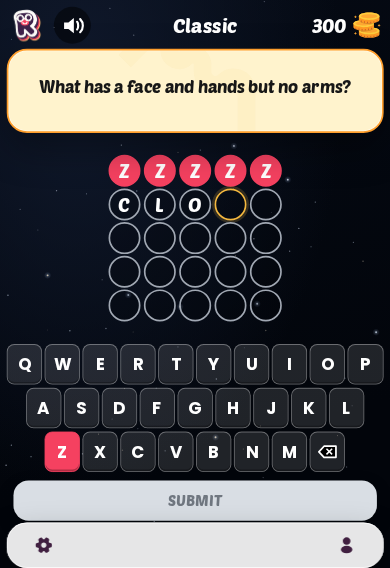 R
Classic
300
What has a face and hands but no arms?
Z Z Z Z Z
C L O
Q W E R T Y U I O P
A S D F G H J K L
Z X C V B N M
SUBMIT